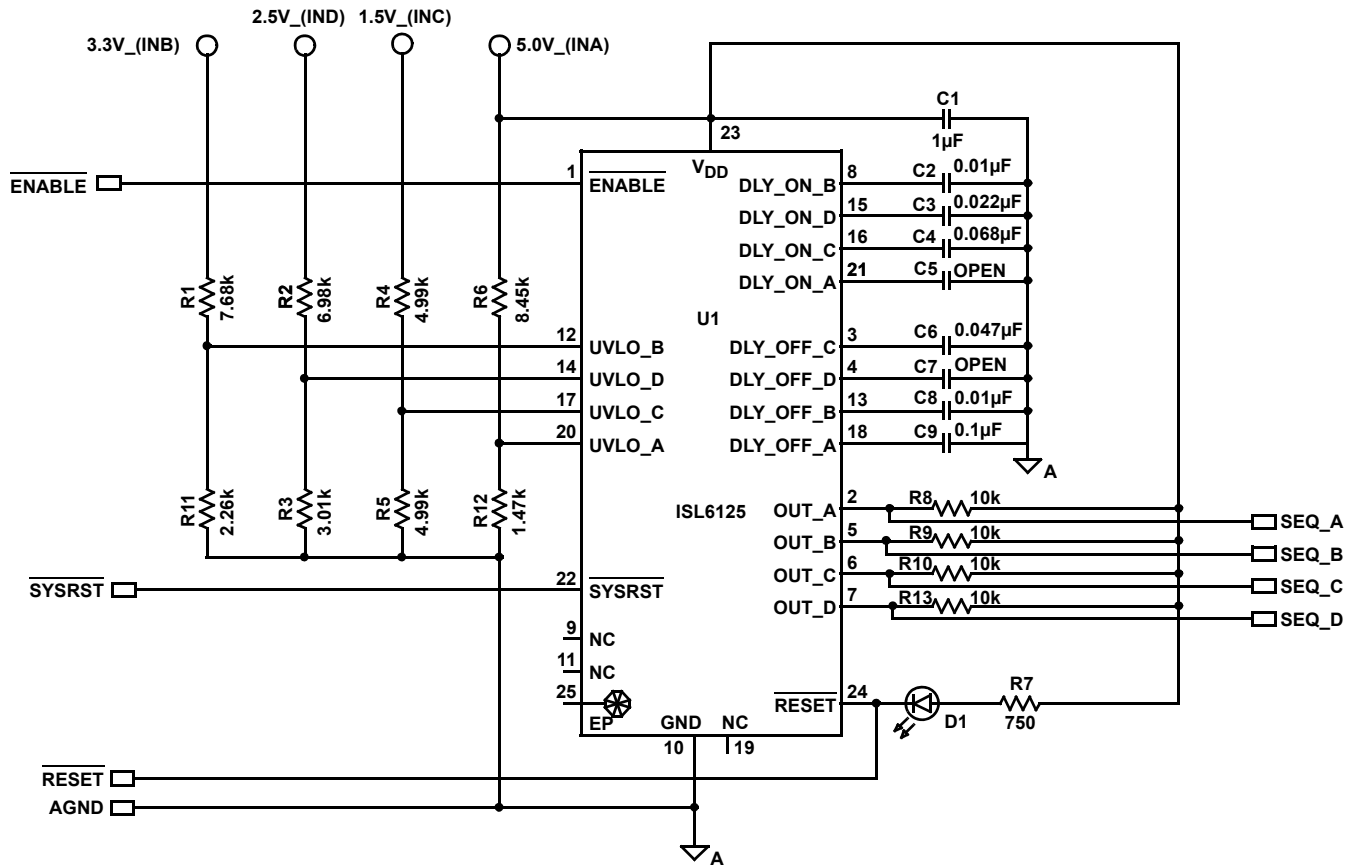 2.5V_(IND) 1.5V_(INC)
3.3V_(INB) 5.0V_(INA)
C1
1µF
23
V_DD
ENABLE
1 ENABLE
DLY_ON_B 8 C2 0.01µF
DLY_ON_D 15 C3 0.022µF
DLY_ON_C 16 C4 0.068µF
DLY_ON_A 21 C5 OPEN
R1 7.68k
R2 6.98k
R4 4.99k
R6 8.45k
U1
12 UVLO_B
14 UVLO_D
17 UVLO_C
20 UVLO_A
DLY_OFF_C 3 C6 0.047µF
DLY_OFF_D 4 C7 OPEN
DLY_OFF_B 13 C8 0.01µF
DLY_OFF_A 18 C9 0.1µF
A
R11 2.26k
R3 3.01k
R5 4.99k
R12 1.47k
ISL6125
OUT_A 2 R8 10k
SEQ_A
OUT_B 5 R9 10k
SEQ_B
OUT_C 6 R10 10k
SEQ_C
OUT_D 7 R13 10k
SEQ_D
SYSRST
22 SYSRST
9 NC
11 NC
25
EP
RESET 24
D1
R7
750
GND
10
NC
19
RESET
AGND
A